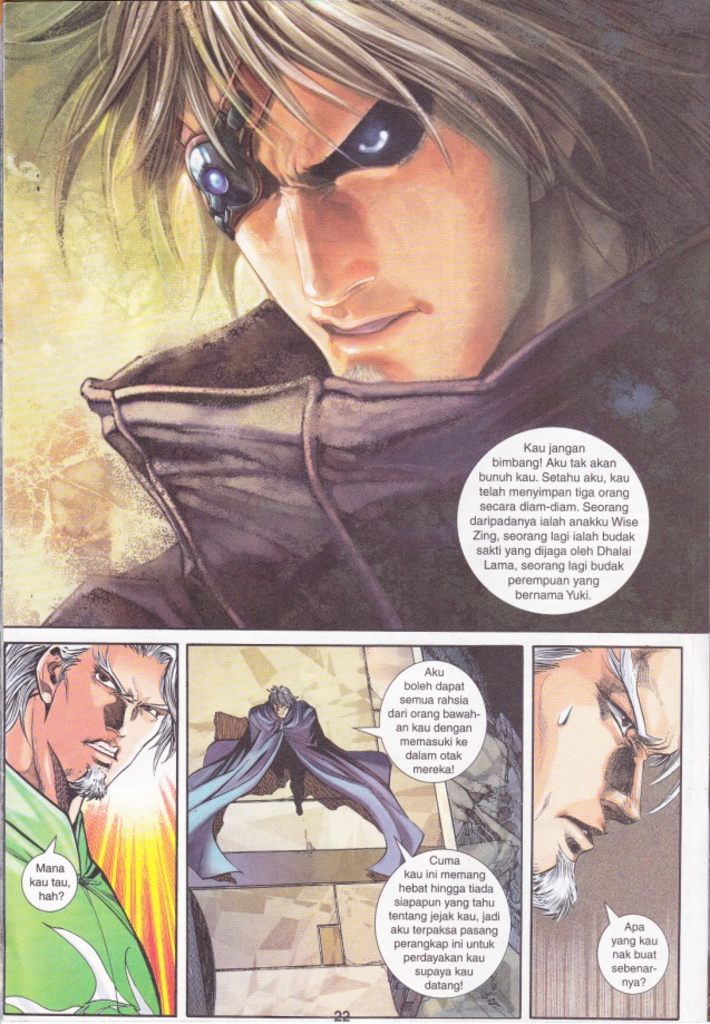 Kau jangan
bimbang! Aku tak akan
bunuh kau. Setahu aku, kau
telah menyimpan tiga orang
secara diam-diam. Seorang
daripadanya ialah anakku Wise
Zing, seorang lagi ialah budak
sakti yang dijaga oleh Dhalai
Lama, seorang lagi budak
perempuan yang
bernama Yuki.
Mana
kau tau,
hah?
Aku
boleh dapat
semua rahsia
dari orang bawah-
an kau dengan
memasuki ke
dalam otak
mereka!
Cuma
kau ini memang
hebat hingga tiada
siapapun yang tahu
tentang jejak kau, jadi
aku terpaksa pasang
perangkap ini untuk
perdayakan kau
supaya kau
datang!
Apa
yang kau
nak buat
sebenar-
nya?
22